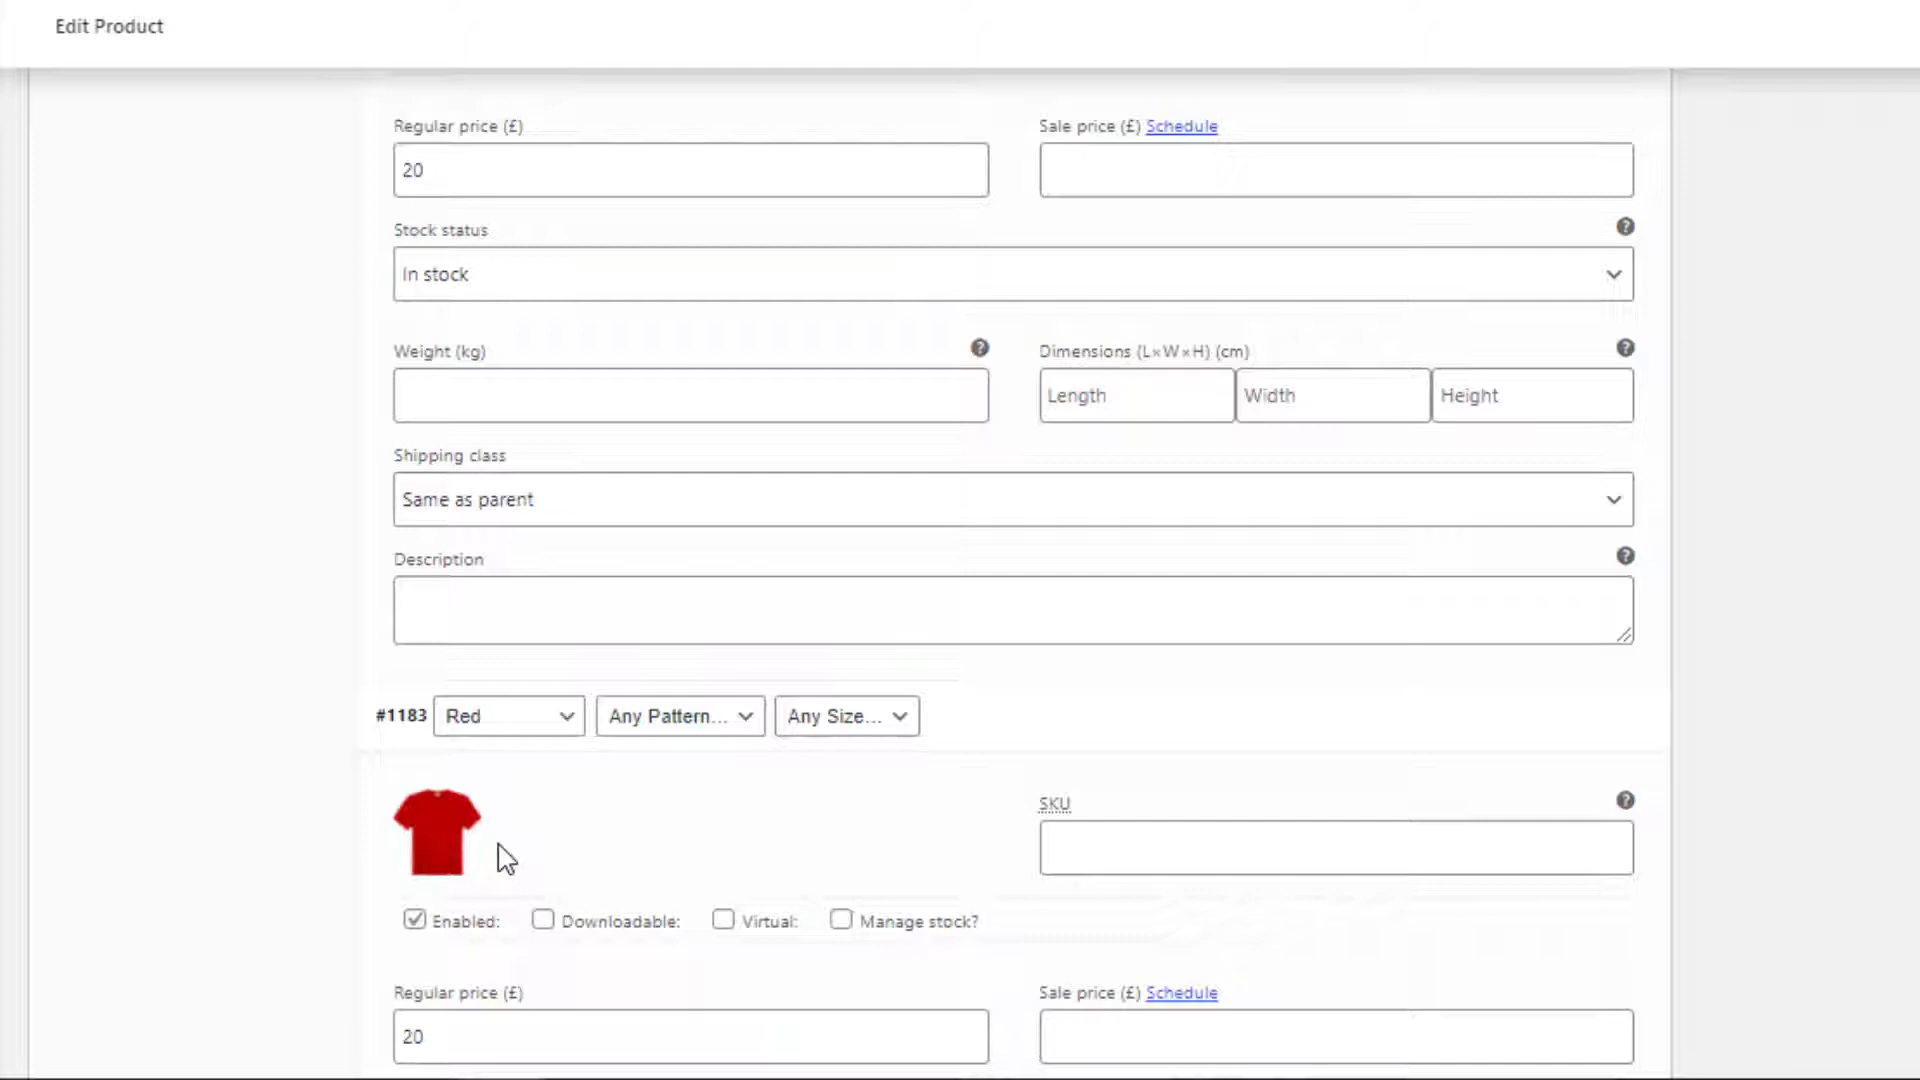 Edit Product
Regular price (£)
Sale price (£) Schedule
20
Stock status
?
In stock
Weight (kg)
?
Dimensions (L×W×H) (cm)
?
Length
Width
Height
Shipping class
Same as parent
Description
?
#1183
Red
Any Pattern...
Any Size...
SKU
?
Enabled:
Downloadable:
Virtual:
Manage stock?
Regular price (£)
Sale price (£) Schedule
20